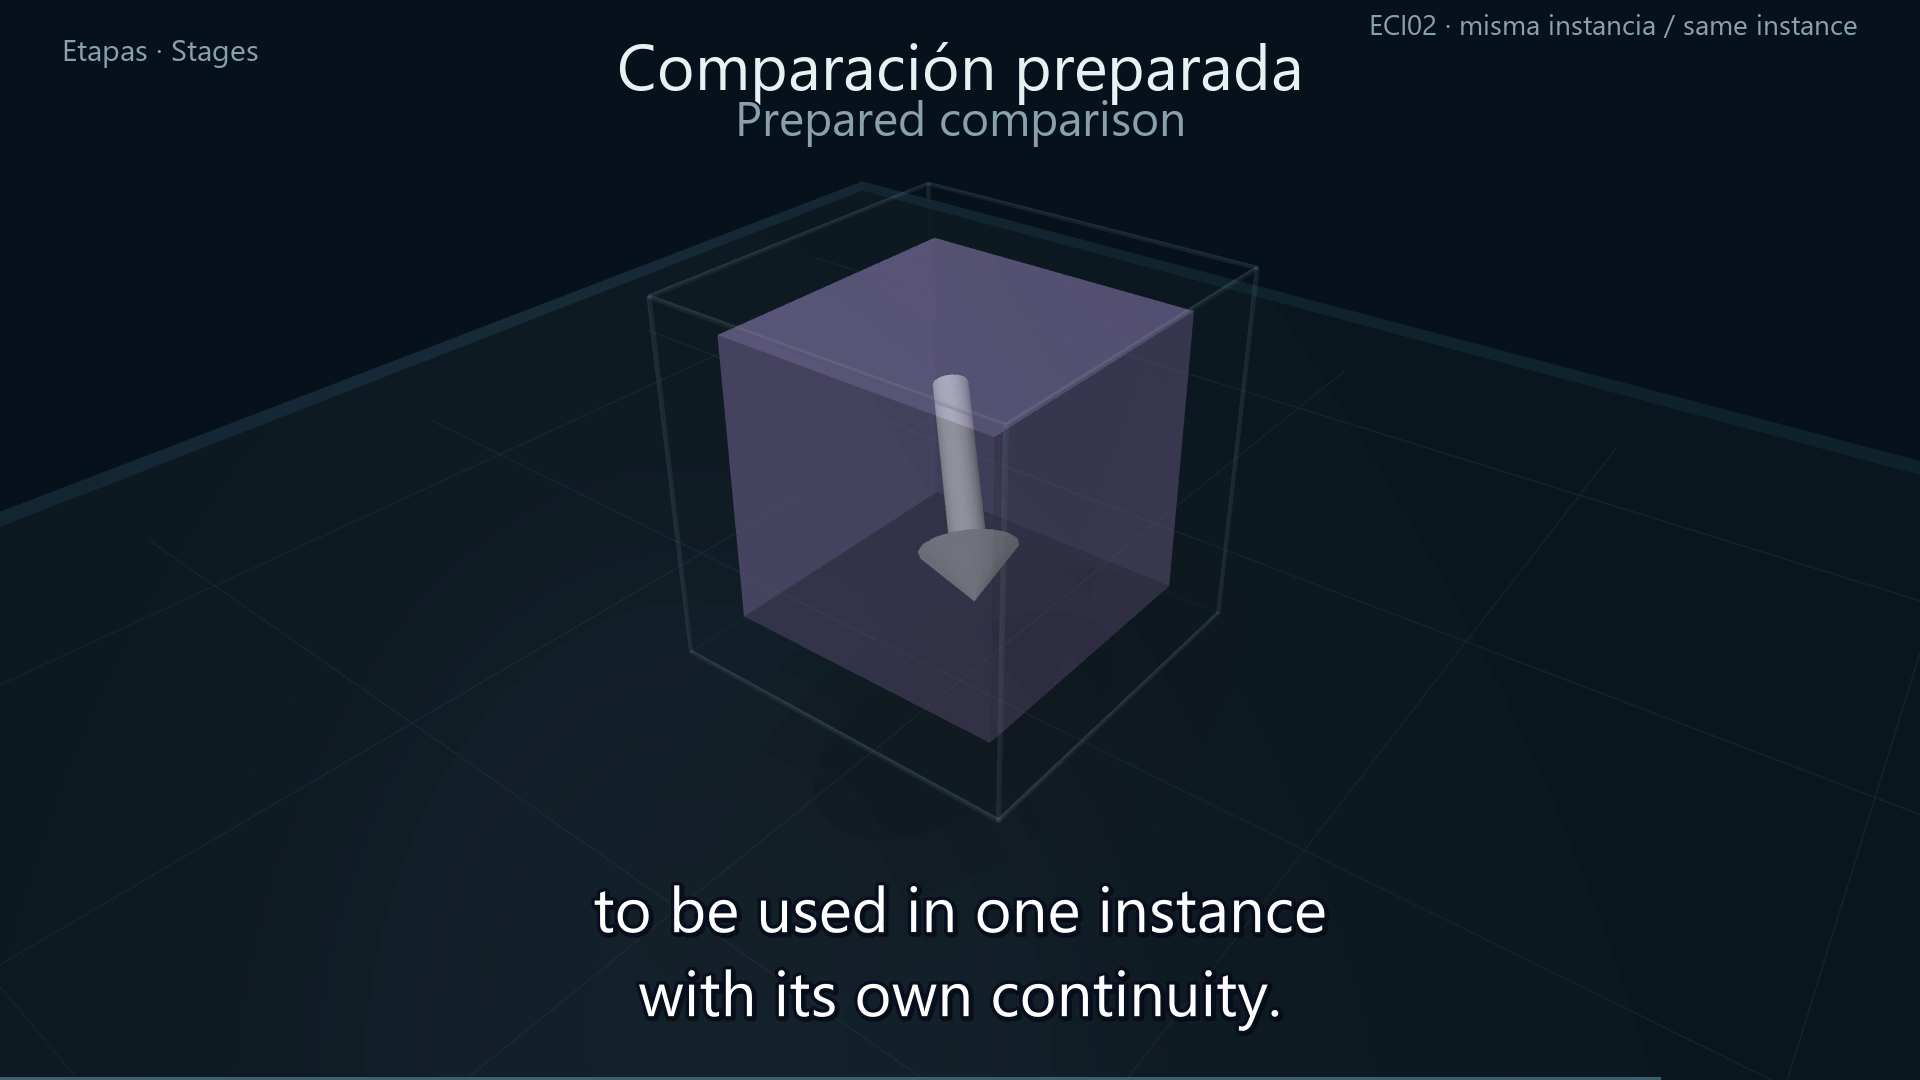 Etapas · Stages
ECI02 · misma instancia / same instance
Comparación preparada
Prepared comparison
to be used in one instance
with its own continuity.